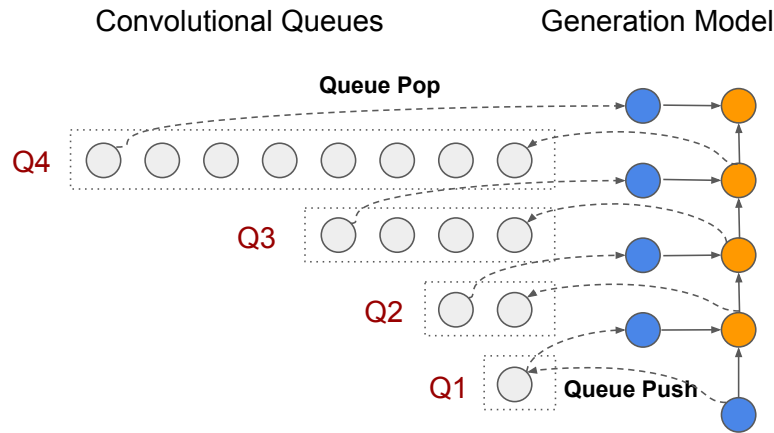 Convolutional Queues
Generation Model
Queue Pop
Q4
Q3
Q2
Q1
Queue Push